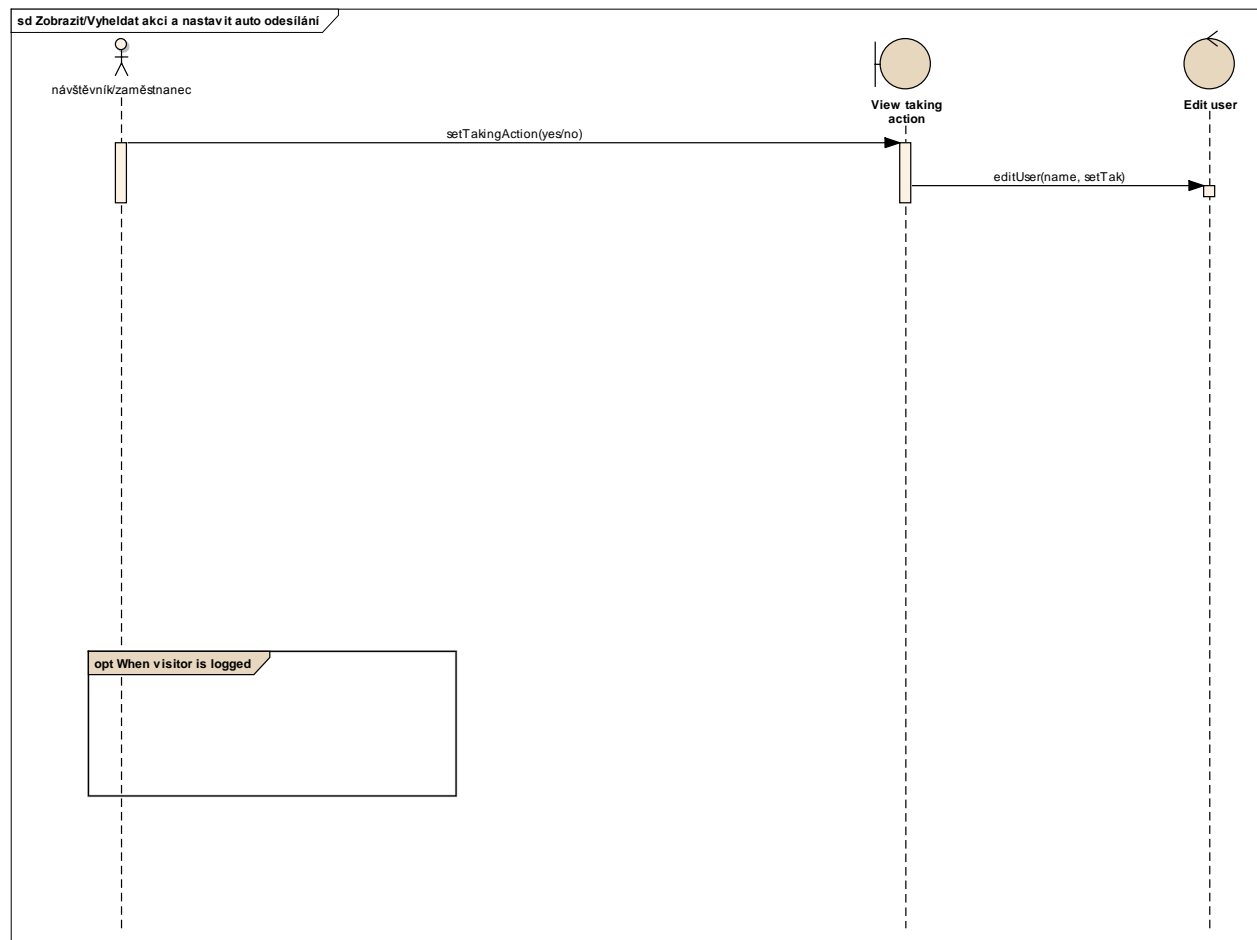 sd Zobrazit/Vyheldat akci a nastavit auto odesílání
návštěvník/zaměstnanec
View taking
action
Edit user
setTakingAction(yes/no)
editUser(name, setTak)
opt When visitor is logged